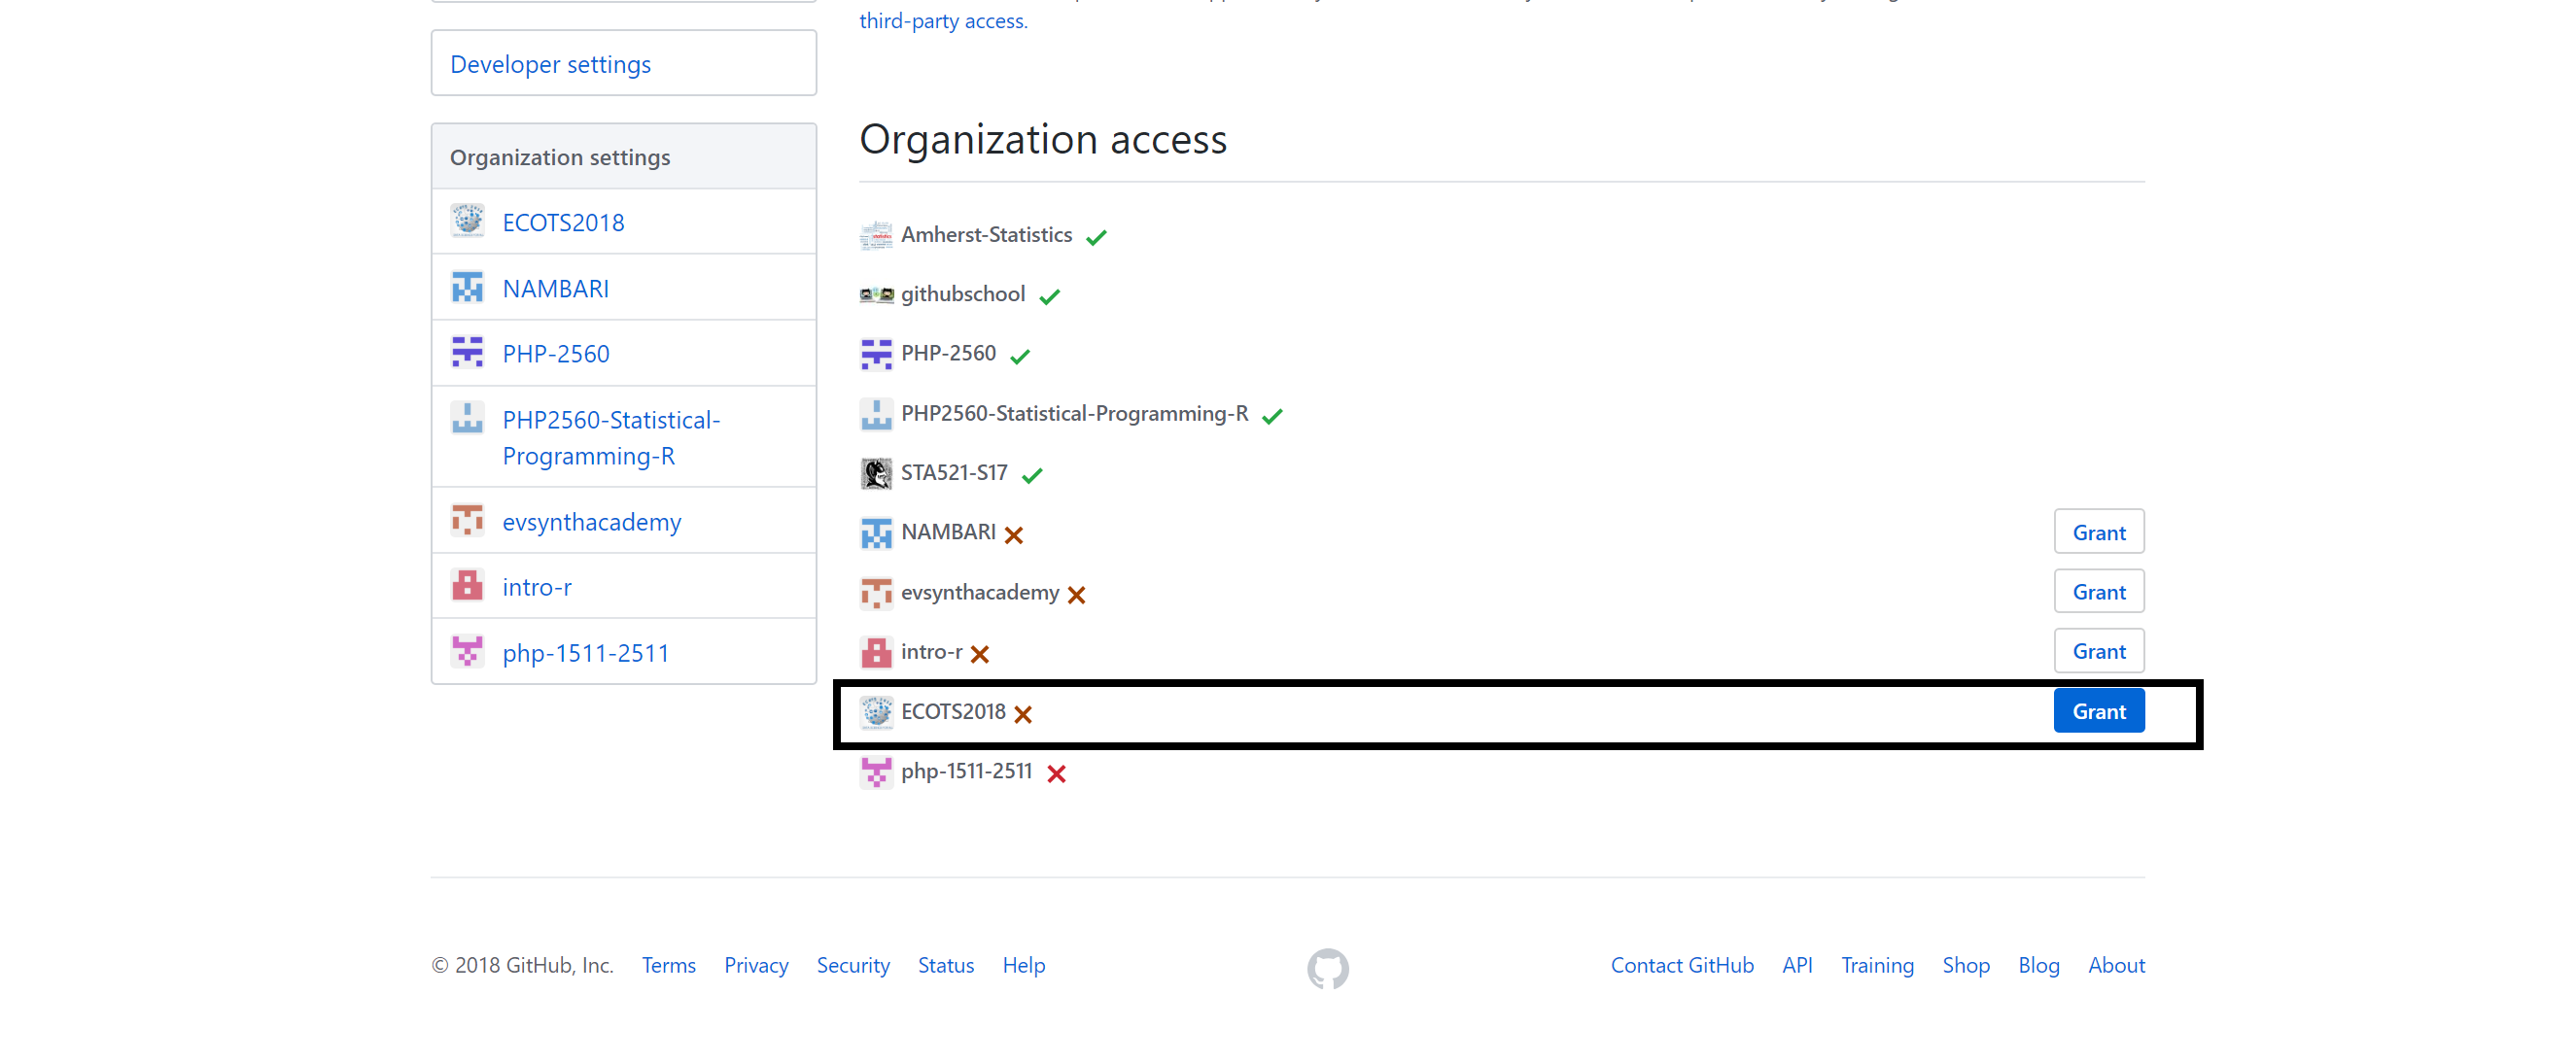 third-party access.
Developer settings
Organization settings
ECOTS2018
NAMBARI
PHP-2560
PHP2560-Statistical-
Programming-R
evsynthacademy
intro-r
php-1511-2511
Organization access
Amherst-Statistics
githubschool
PHP-2560
PHP2560-Statistical-Programming-R
STA521-S17
NAMBARI Grant
evsynthacademy Grant
intro-r Grant
ECOTS2018 Grant
php-1511-2511
© 2018 GitHub, Inc. Terms Privacy Security Status Help Contact GitHub API Training Shop Blog About